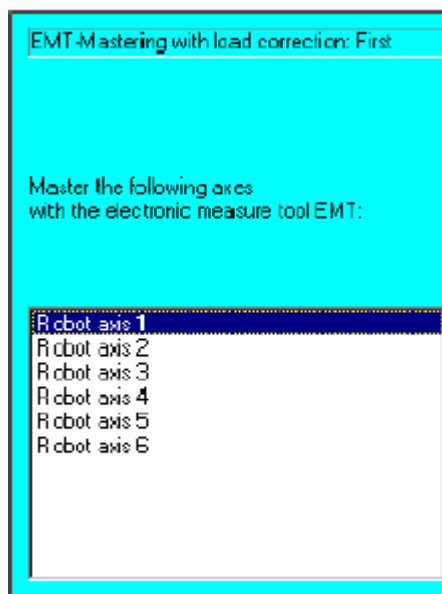 EMT-Mastering with load correction: First
Master the following axes
with the electronic measure tool EMT:
Robot axis 1
Robot axis 2
Robot axis 3
Robot axis 4
Robot axis 5
Robot axis 6